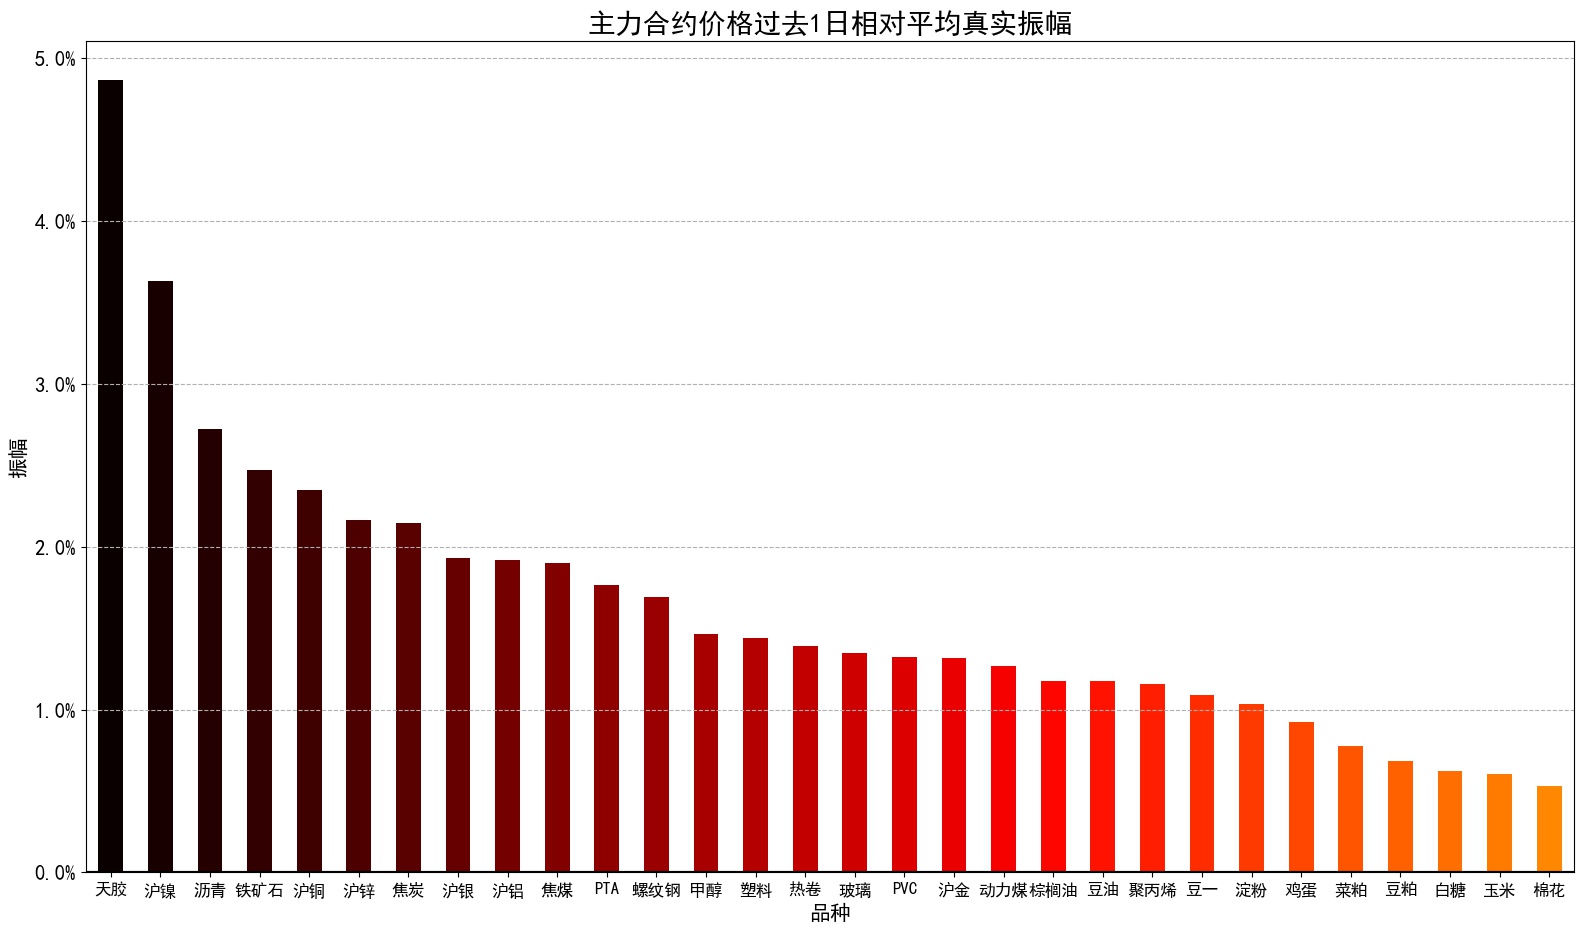 主力合约价格过去1日相对平均真实振幅
5.0%
4.0%
3.0%
2.0%
1.0%
0.0%
振幅
天胶 沪镍 沥青 铁矿石 沪铜 沪锌 焦炭 沪银 沪铝 焦煤 PTA 螺纹钢 甲醇 塑料 热卷 玻璃 PVC 沪金 动力煤 棕榈油 豆油 聚丙烯 豆一 淀粉 鸡蛋 菜粕 豆粕 白糖 玉米 棉花
品种